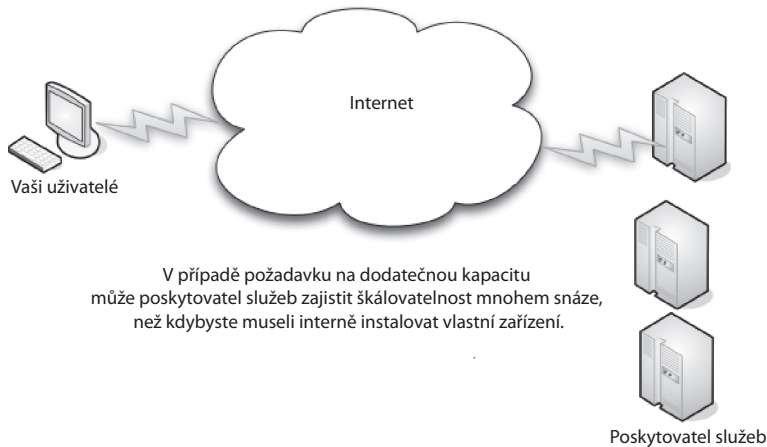 Internet
Vaši uživatelé
V případě požadavku na dodatečnou kapacitu
může poskytovatel služeb zajistit škálovatelnost mnohem snáze,
než kdybyste museli interně instalovat vlastní zařízení.
Poskytovatel služeb